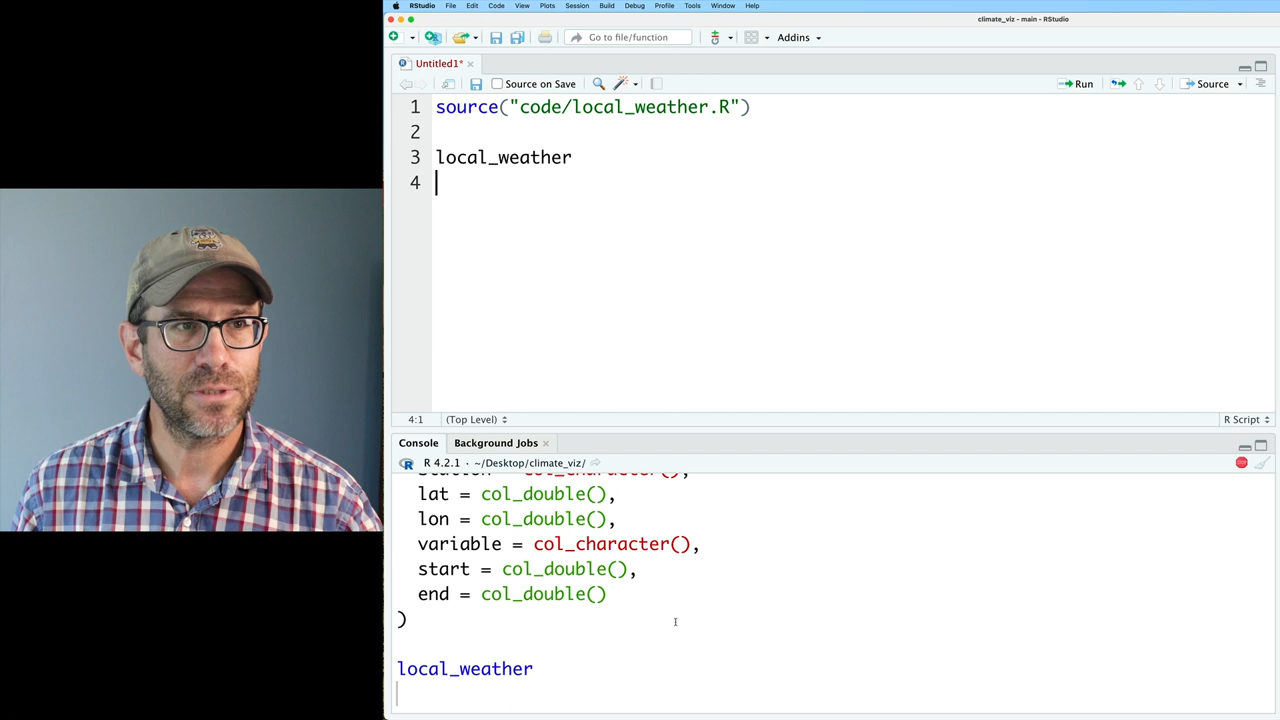 RStudio File Edit Code View Plots Session Build Debug Profile Tools Window Help
climate_viz - main - RStudio
Go to file/function Addins
Untitled1*
Source on Save Run Source
1 source("code/local_weather.R")
2
3 local_weather
4
4:1 (Top Level) R Script
Console Background Jobs
R 4.2.1 · ~/Desktop/climate_viz/
station = col_character(),
lat = col_double(),
lon = col_double(),
variable = col_character(),
start = col_double(),
end = col_double()
)
local_weather